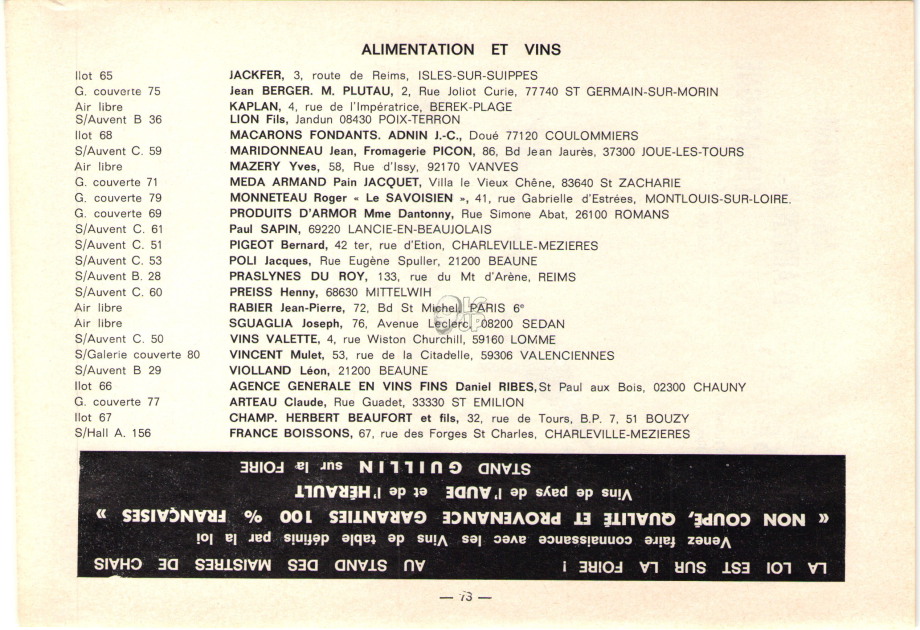 ALIMENTATION ET VINS
Ilot 65 JACKFER, 3, route de Reims, ISLES-SUR-SUIPPES
G. couverte 75 Jean BERGER. M. PLUTAU, 2, Rue Joliot Curie, 77740 ST GERMAIN-SUR-MORIN
Air libre KAPLAN, 4, rue de l'Impératrice, BEREK-PLAGE
S/Auvent B 36 LION Fils, Jandun 08430 POIX-TERRON
Ilot 68 MACARONS FONDANTS. ADNIN J.-C., Doué 77120 COULOMMIERS
S/Auvent C. 59 MARIDONNEAU Jean, Fromagerie PICON, 86, Bd Jean Jaurès, 37300 JOUE-LES-TOURS
Air libre MAZERY Yves, 58, Rue d'Issy, 92170 VANVES
G. couverte 71 MEDA ARMAND Pain JACQUET, Villa le Vieux Chêne, 83640 St ZACHARIE
G. couverte 79 MONNETEAU Roger « Le SAVOISIEN », 41, rue Gabrielle d'Estrées, MONTLOUIS-SUR-LOIRE.
G. couverte 69 PRODUITS D'ARMOR Mme Dantonny, Rue Simone Abat, 26100 ROMANS
S/Auvent C. 61 Paul SAPIN, 69220 LANCIE-EN-BEAUJOLAIS
S/Auvent C. 51 PIGEOT Bernard, 42 ter, rue d'Etion, CHARLEVILLE-MEZIERES
S/Auvent C. 53 POLI Jacques, Rue Eugène Spuller, 21200 BEAUNE
S/Auvent B. 28 PRASLYNES DU ROY, 133, rue du Mt d'Arène, REIMS
S/Auvent C. 60 PREISS Henny, 68630 MITTELWIH
Air libre RABIER Jean-Pierre, 72, Bd St Michel PARIS 6e
Air libre SGUAGLIA Joseph, 76, Avenue Leclerc, 08200 SEDAN
S/Auvent C. 50 VINS VALETTE, 4, rue Wiston Churchill, 59160 LOMME
S/Galerie couverte 80 VINCENT Mulet, 53, rue de la Citadelle, 59306 VALENCIENNES
S/Auvent B 29 VIOLLAND Léon, 21200 BEAUNE
Ilot 66 AGENCE GENERALE EN VINS FINS Daniel RIBES, St Paul aux Bois, 02300 CHAUNY
G. couverte 77 ARTEAU Claude, Rue Guadet, 33330 ST EMILION
Ilot 67 CHAMP. HERBERT BEAUFORT et fils, 32, rue de Tours, B.P. 7, 51 BOUZY
S/Hall A. 156 FRANCE BOISSONS, 67, rue des Forges St Charles, CHARLEVILLE-MEZIERES
LA LOI EST SUR LA FOIRE ! AU STAND DES MAISTRES DE CHAIS
Venez faire connaissance avec les Vins de table définis par la loi
« NON COUPÉ, QUALITÉ ET PROVENANCE GARANTIES 100 % FRANÇAISES »
Vins de pays de l'AUDE et de l'HÉRAULT
STAND GUILLIN sur la FOIRE
— 73 —